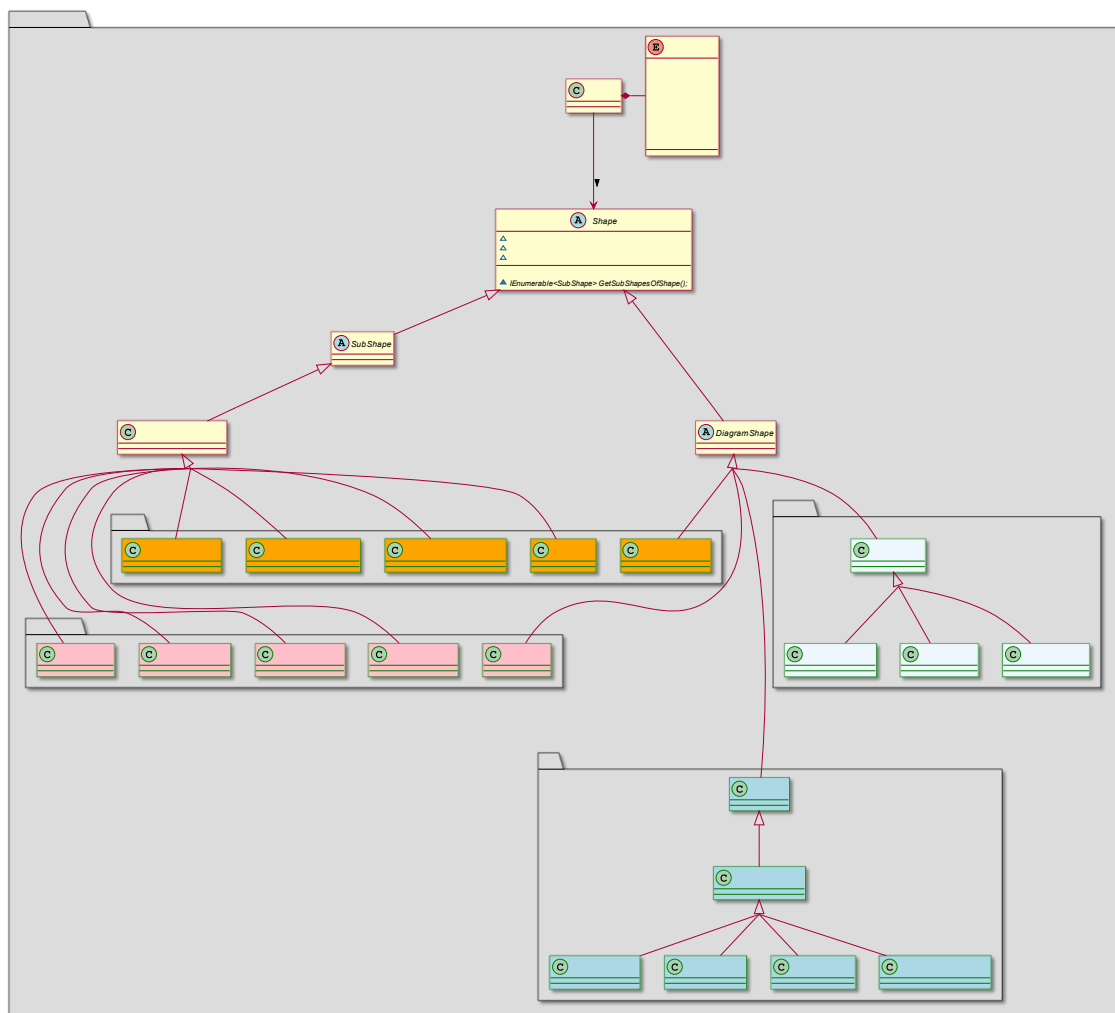 E
C
A Shape
IEnumerable<SubShape> GetSubShapesOfShape();
A SubShape
C
A DiagramShape
C C C C C
C
C C C C C
C C C
C
C
C C C C